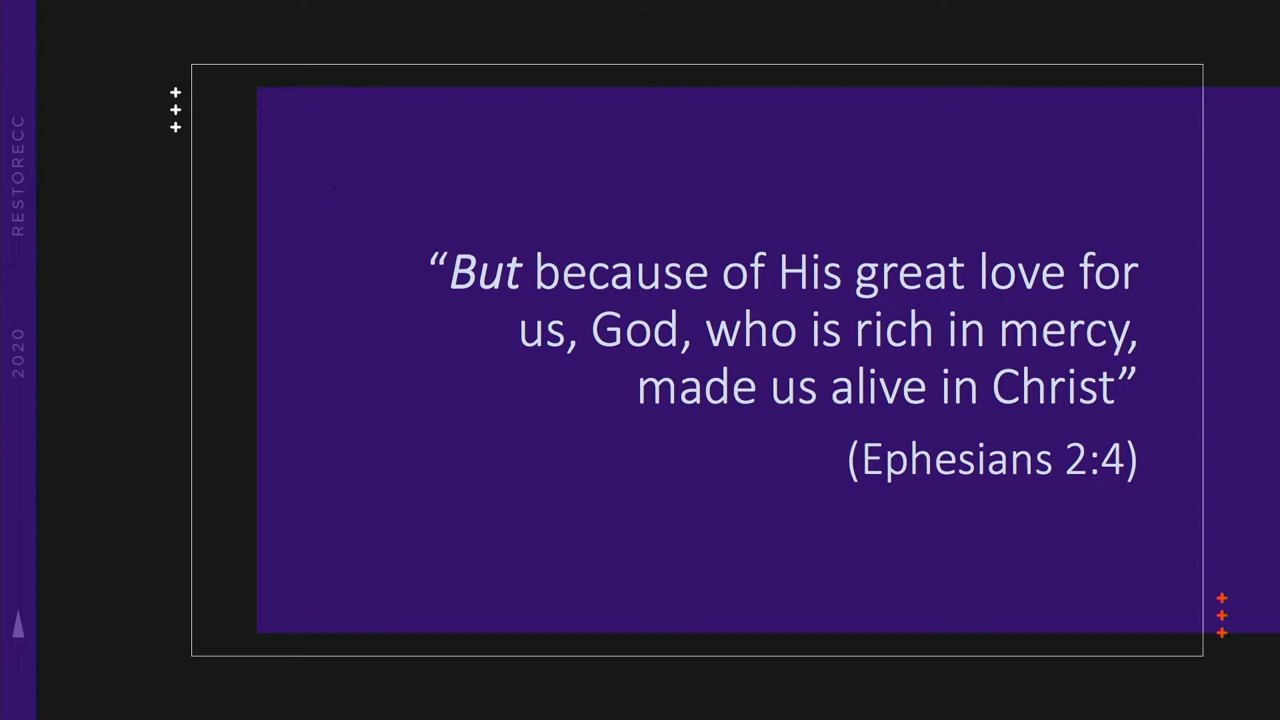 RESTORECC
2020
“But because of His great love for
us, God, who is rich in mercy,
made us alive in Christ”
(Ephesians 2:4)